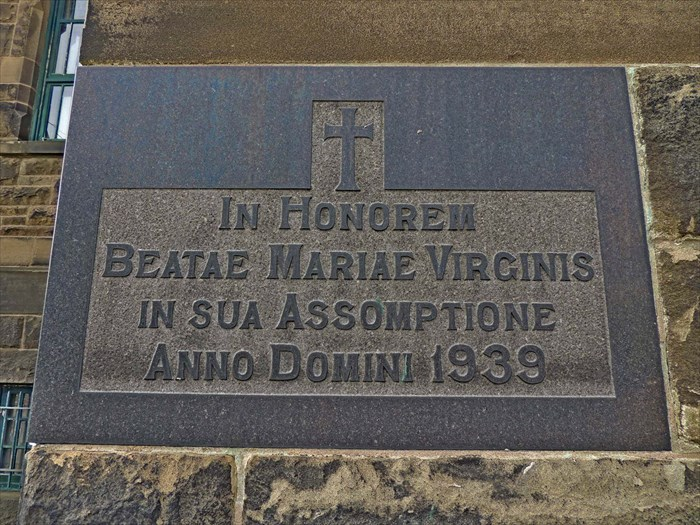 In Honorem
Beatae Mariae Virginis
in sua Assomptione
Anno Domini 1939